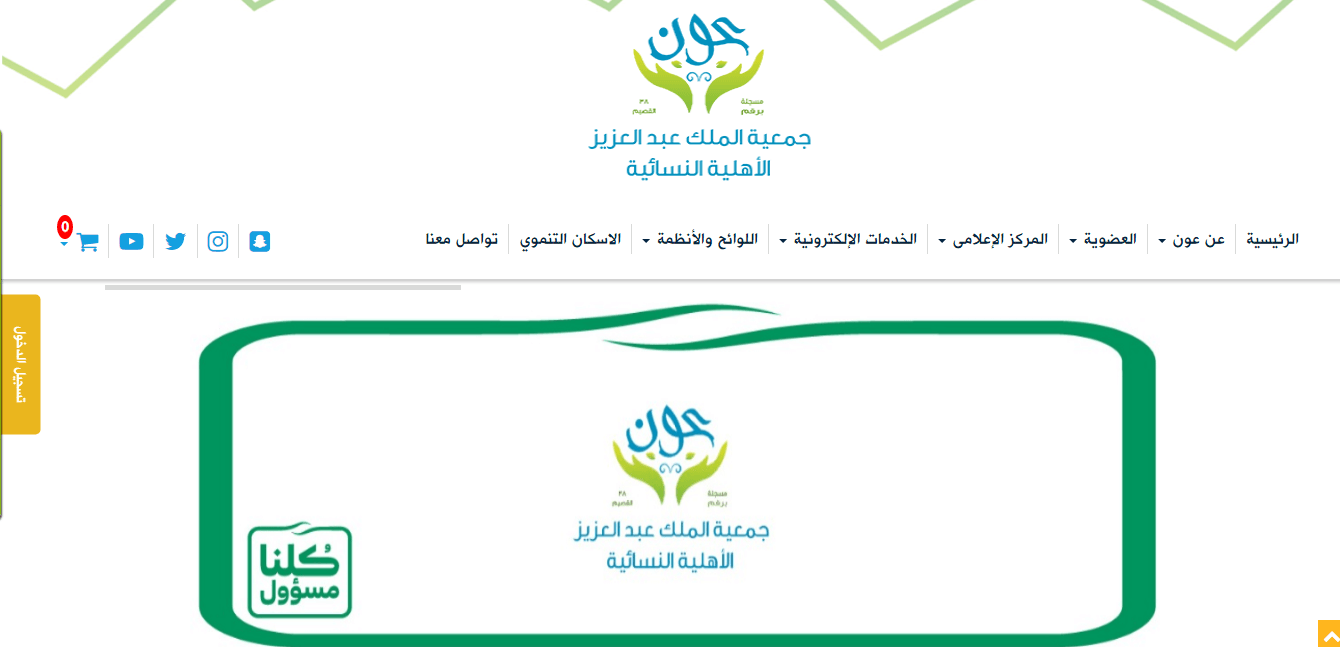 عون
مسجلة
برقم
٣٨
القصيم
جمعية الملك عبد العزيز
الأهلية النسائية
الرئيسية
عن عون
العضوية
المركز الإعلامى
الخدمات الإلكترونية
اللوائح والأنظمة
الاسكان التنموي
تواصل معنا
0
تسجيل الدخول
عون
مسجلة
برقم
٣٨
القصيم
جمعية الملك عبد العزيز
الأهلية النسائية
كُلنا
مسؤول